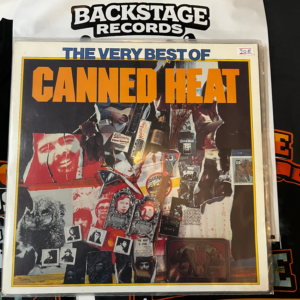 BACKSTAGE
RECORDS
THE VERY BEST OF
CANNED HEAT